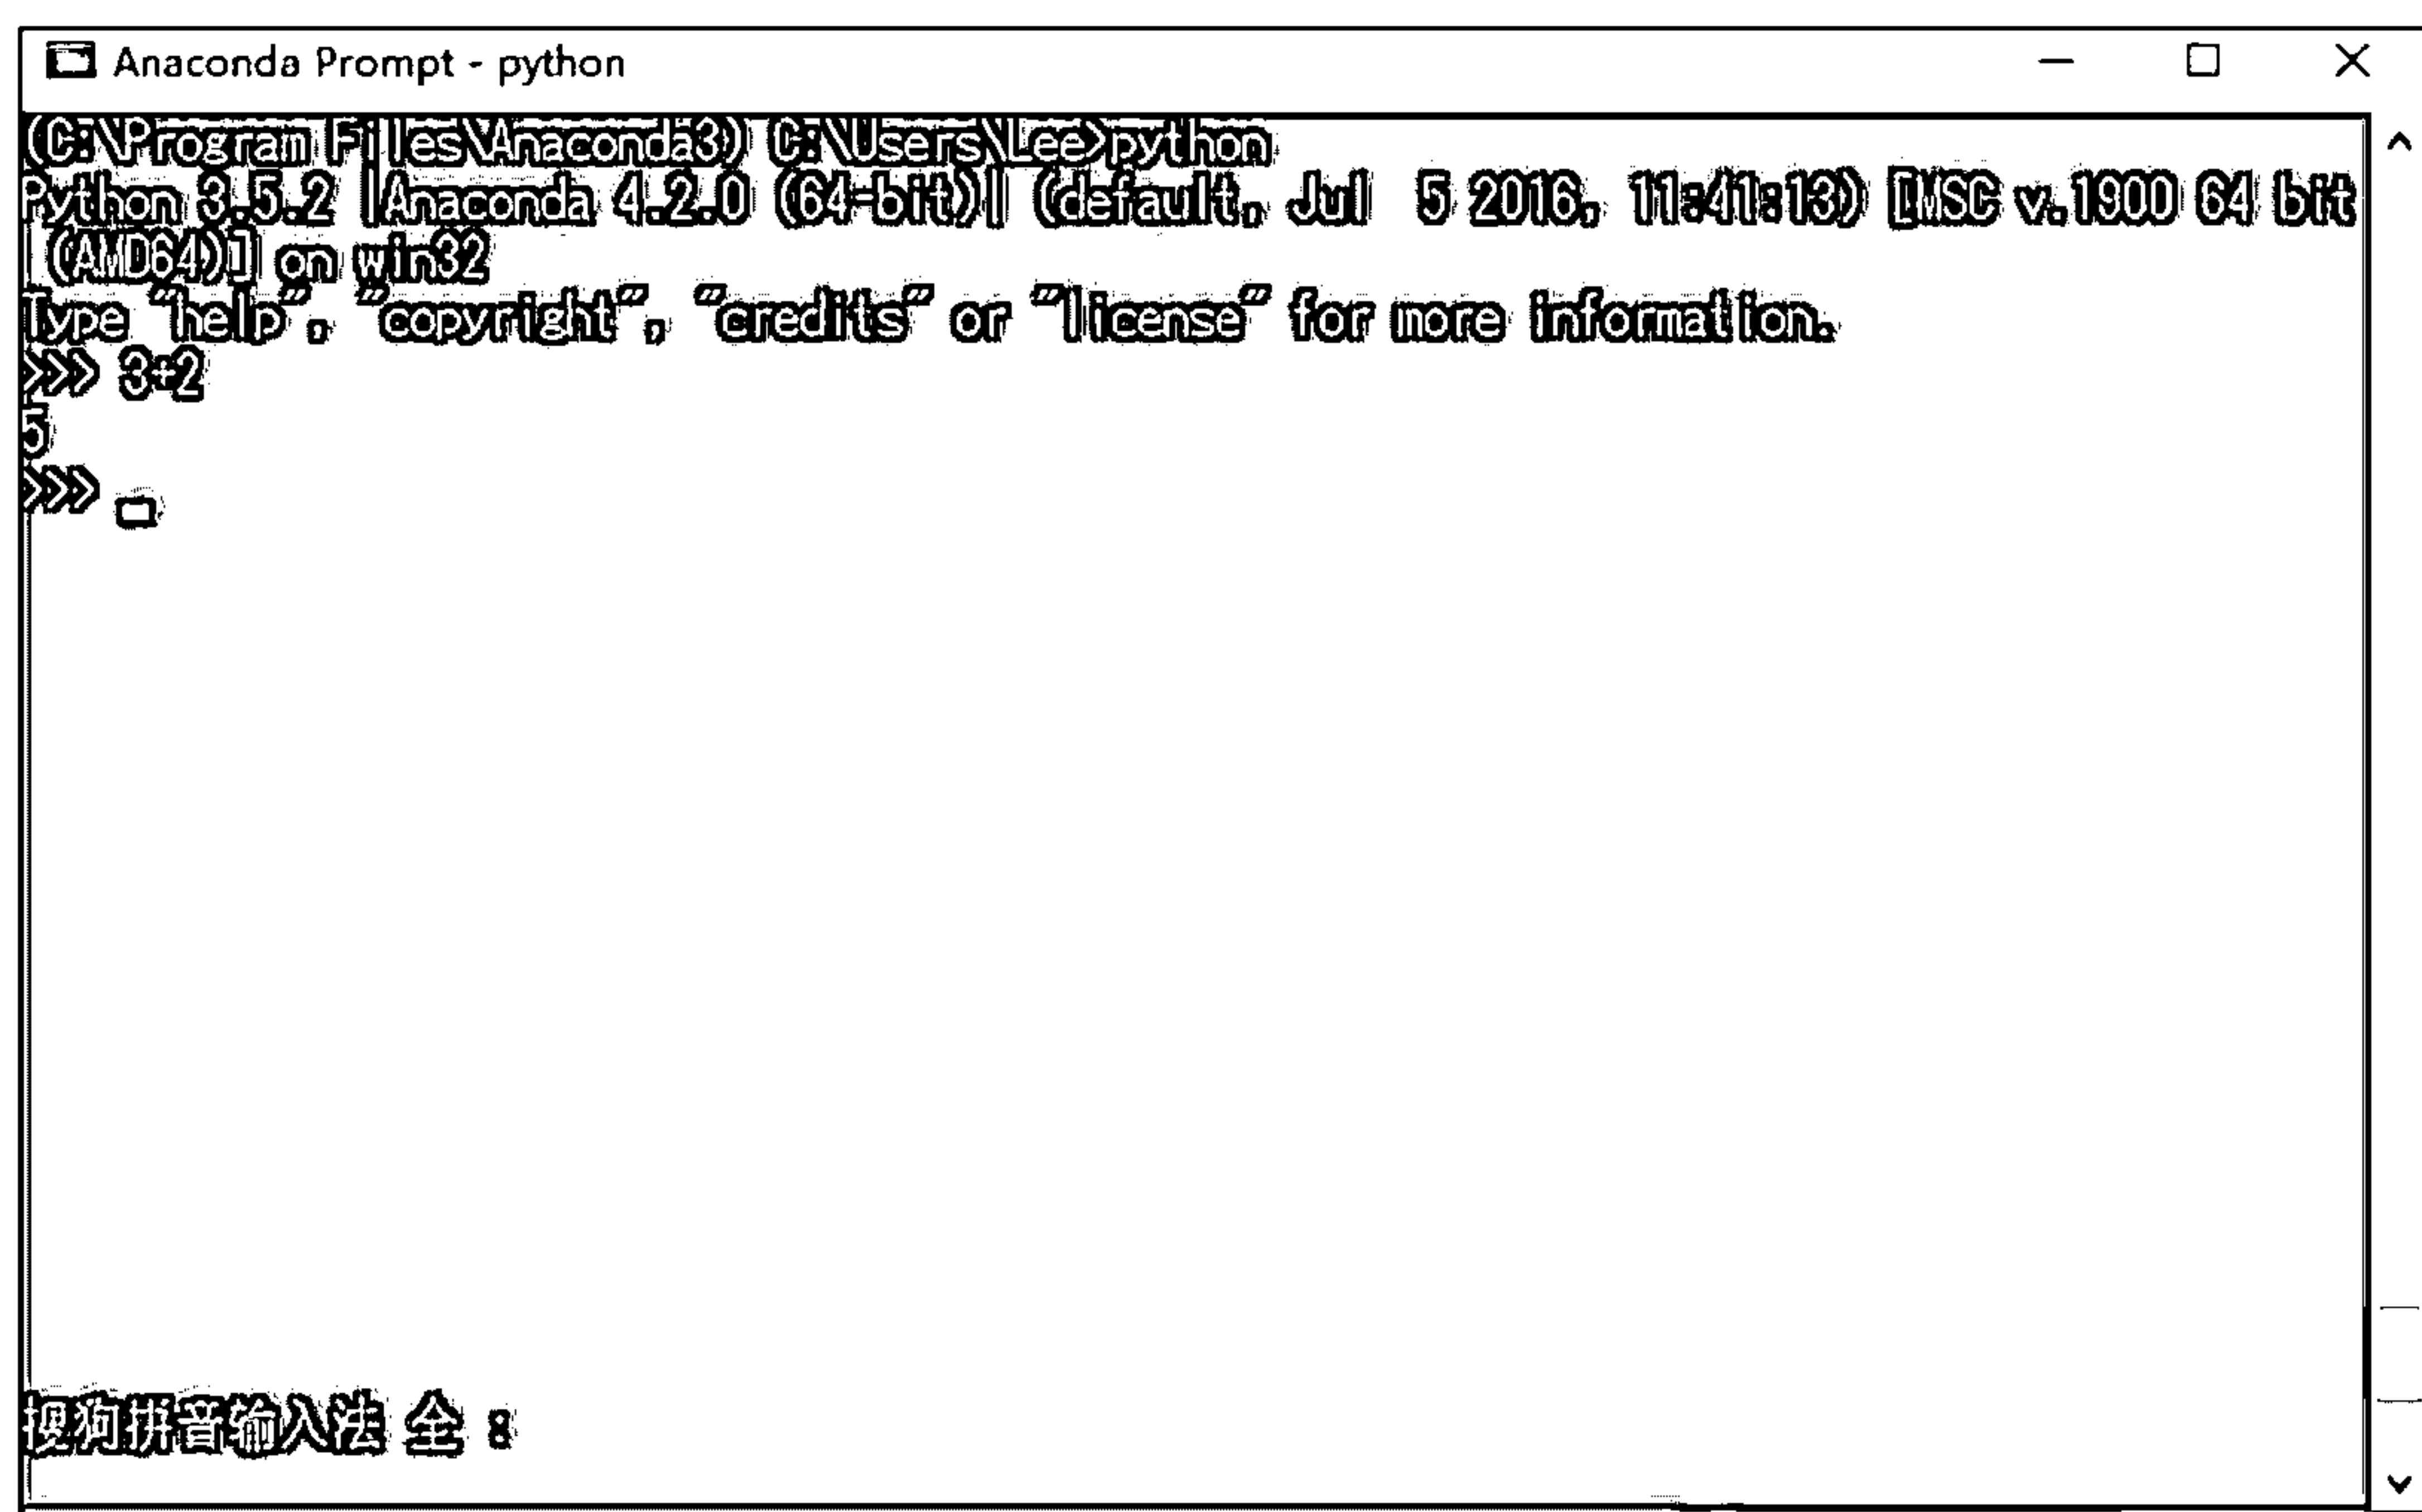 Anaconda Prompt - python
(C:\Program Files\Anaconda3) C:\Users\Lee>python
Python 3.5.2 |Anaconda 4.2.0 (64-bit)| (default, Jul  5 2016, 11:41:13) [MSC v.1900 64 bit
 (AMD64)] on win32
Type "help", "copyright", "credits" or "license" for more information.
>>> 3+2
5
>>> _
搜狗拼音输入法 全 :